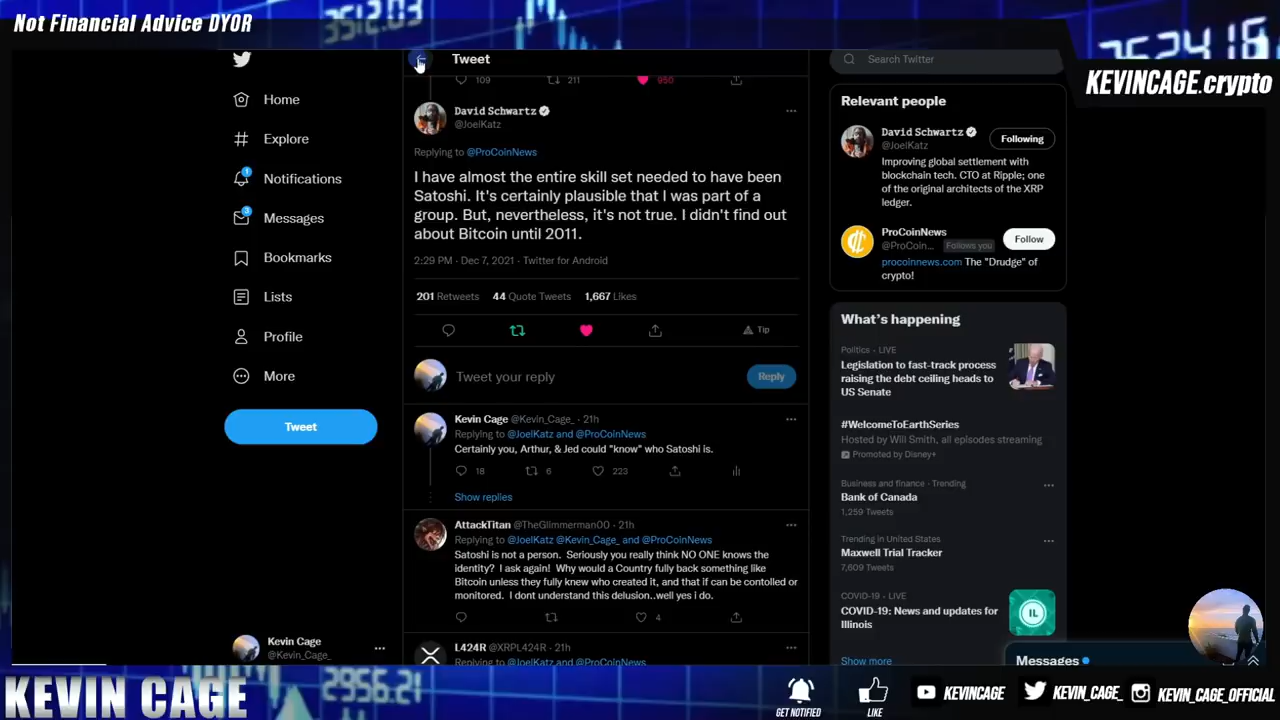 Not Financial Advice DYOR
3512.03
3524.16
KEVINCAGE.crypto
Tweet
Search Twitter
109
211
950
Home
Explore
1
Notifications
3
Messages
Bookmarks
Lists
Profile
More
Tweet
Kevin Cage
@Kevin_Cage_
David Schwartz
@JoelKatz
Replying to @ProCoinNews
I have almost the entire skill set needed to have been
Satoshi. It's certainly plausible that I was part of a
group. But, nevertheless, it's not true. I didn't find out
about Bitcoin until 2011.
2:29 PM · Dec 7, 2021 · Twitter for Android
201 Retweets 44 Quote Tweets 1,667 Likes
Tip
Tweet your reply
Reply
Kevin Cage @Kevin_Cage_ · 21h
Replying to @JoelKatz and @ProCoinNews
Certainly you, Arthur, & Jed could "know" who Satoshi is.
18
6
223
Show replies
AttackTitan @TheGlimmerman00 · 21h
Replying to @JoelKatz @Kevin_Cage_ and @ProCoinNews
Satoshi is not a person. Seriously you really think NO ONE knows the
identity? I ask again! Why would a Country fully back something like
Bitcoin unless they fully knew who created it, and that if can be contolled or
monitored. I dont understand this delusion..well yes i do.
4
L424R @XRPL424R · 21h
Replying to @JoelKatz and @ProCoinNews
Relevant people
David Schwartz
@JoelKatz
Following
Improving global settlement with
blockchain tech. CTO at Ripple; one
of the original architects of the XRP
ledger.
ProCoinNews
@ProCoin... Follows you
Follow
procoinnews.com The "Drudge" of
crypto!
What's happening
Politics · LIVE
Legislation to fast-track process
raising the debt ceiling heads to
US Senate
#WelcomeToEarthSeries
Hosted by Will Smith, all episodes streaming
Promoted by Disney+
Business and finance · Trending
Bank of Canada
1,259 Tweets
Trending in United States
Maxwell Trial Tracker
7,609 Tweets
COVID-19 · LIVE
COVID-19: News and updates for
Illinois
IL
Show more
Messages
KEVIN CAGE
2956.21
GET NOTIFIED
LIKE
KEVINCAGE
KEVIN_CAGE_
KEVIN_CAGE_OFFICIAL